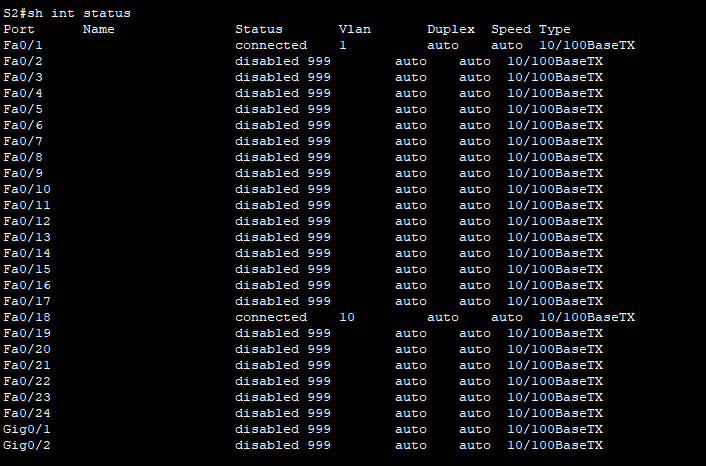 S2#sh int status
Port      Name               Status       Vlan       Duplex  Speed Type
Fa0/1                        connected    1          auto    auto  10/100BaseTX
Fa0/2                        disabled 999        auto    auto  10/100BaseTX
Fa0/3                        disabled 999        auto    auto  10/100BaseTX
Fa0/4                        disabled 999        auto    auto  10/100BaseTX
Fa0/5                        disabled 999        auto    auto  10/100BaseTX
Fa0/6                        disabled 999        auto    auto  10/100BaseTX
Fa0/7                        disabled 999        auto    auto  10/100BaseTX
Fa0/8                        disabled 999        auto    auto  10/100BaseTX
Fa0/9                        disabled 999        auto    auto  10/100BaseTX
Fa0/10                       disabled 999        auto    auto  10/100BaseTX
Fa0/11                       disabled 999        auto    auto  10/100BaseTX
Fa0/12                       disabled 999        auto    auto  10/100BaseTX
Fa0/13                       disabled 999        auto    auto  10/100BaseTX
Fa0/14                       disabled 999        auto    auto  10/100BaseTX
Fa0/15                       disabled 999        auto    auto  10/100BaseTX
Fa0/16                       disabled 999        auto    auto  10/100BaseTX
Fa0/17                       disabled 999        auto    auto  10/100BaseTX
Fa0/18                       connected    10         auto    auto  10/100BaseTX
Fa0/19                       disabled 999        auto    auto  10/100BaseTX
Fa0/20                       disabled 999        auto    auto  10/100BaseTX
Fa0/21                       disabled 999        auto    auto  10/100BaseTX
Fa0/22                       disabled 999        auto    auto  10/100BaseTX
Fa0/23                       disabled 999        auto    auto  10/100BaseTX
Fa0/24                       disabled 999        auto    auto  10/100BaseTX
Gig0/1                       disabled 999        auto    auto  10/100BaseTX
Gig0/2                       disabled 999        auto    auto  10/100BaseTX